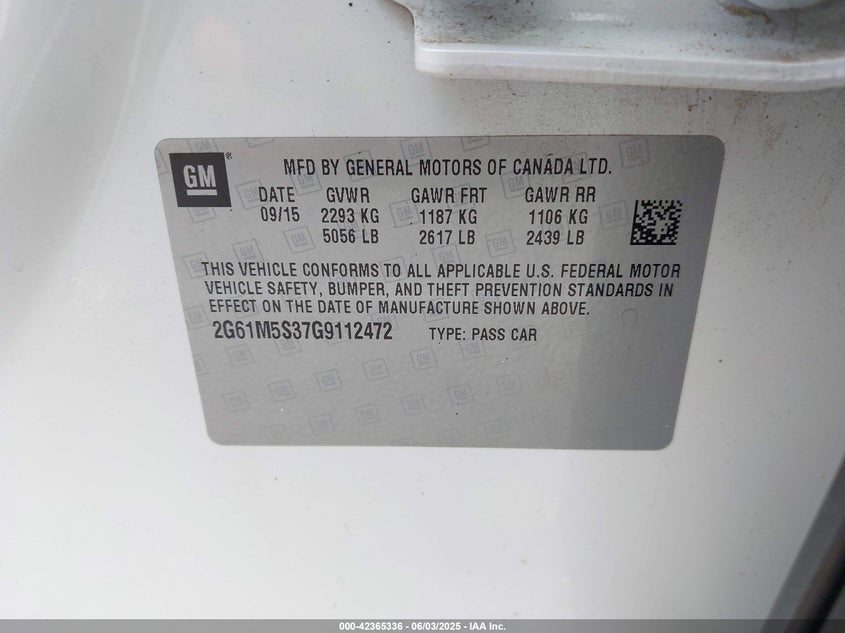 GM ®
MFD BY GENERAL MOTORS OF CANADA LTD.
DATE GVWR GAWR FRT GAWR RR
09/15 2293 KG 1187 KG 1106 KG
5056 LB 2617 LB 2439 LB
THIS VEHICLE CONFORMS TO ALL APPLICABLE U.S. FEDERAL MOTOR
VEHICLE SAFETY, BUMPER, AND THEFT PREVENTION STANDARDS IN
EFFECT ON THE DATE OF MANUFACTURE SHOWN ABOVE.
2G61M5S37G9112472 TYPE: PASS CAR
000-42365336 - 06/03/2025 - IAA Inc.